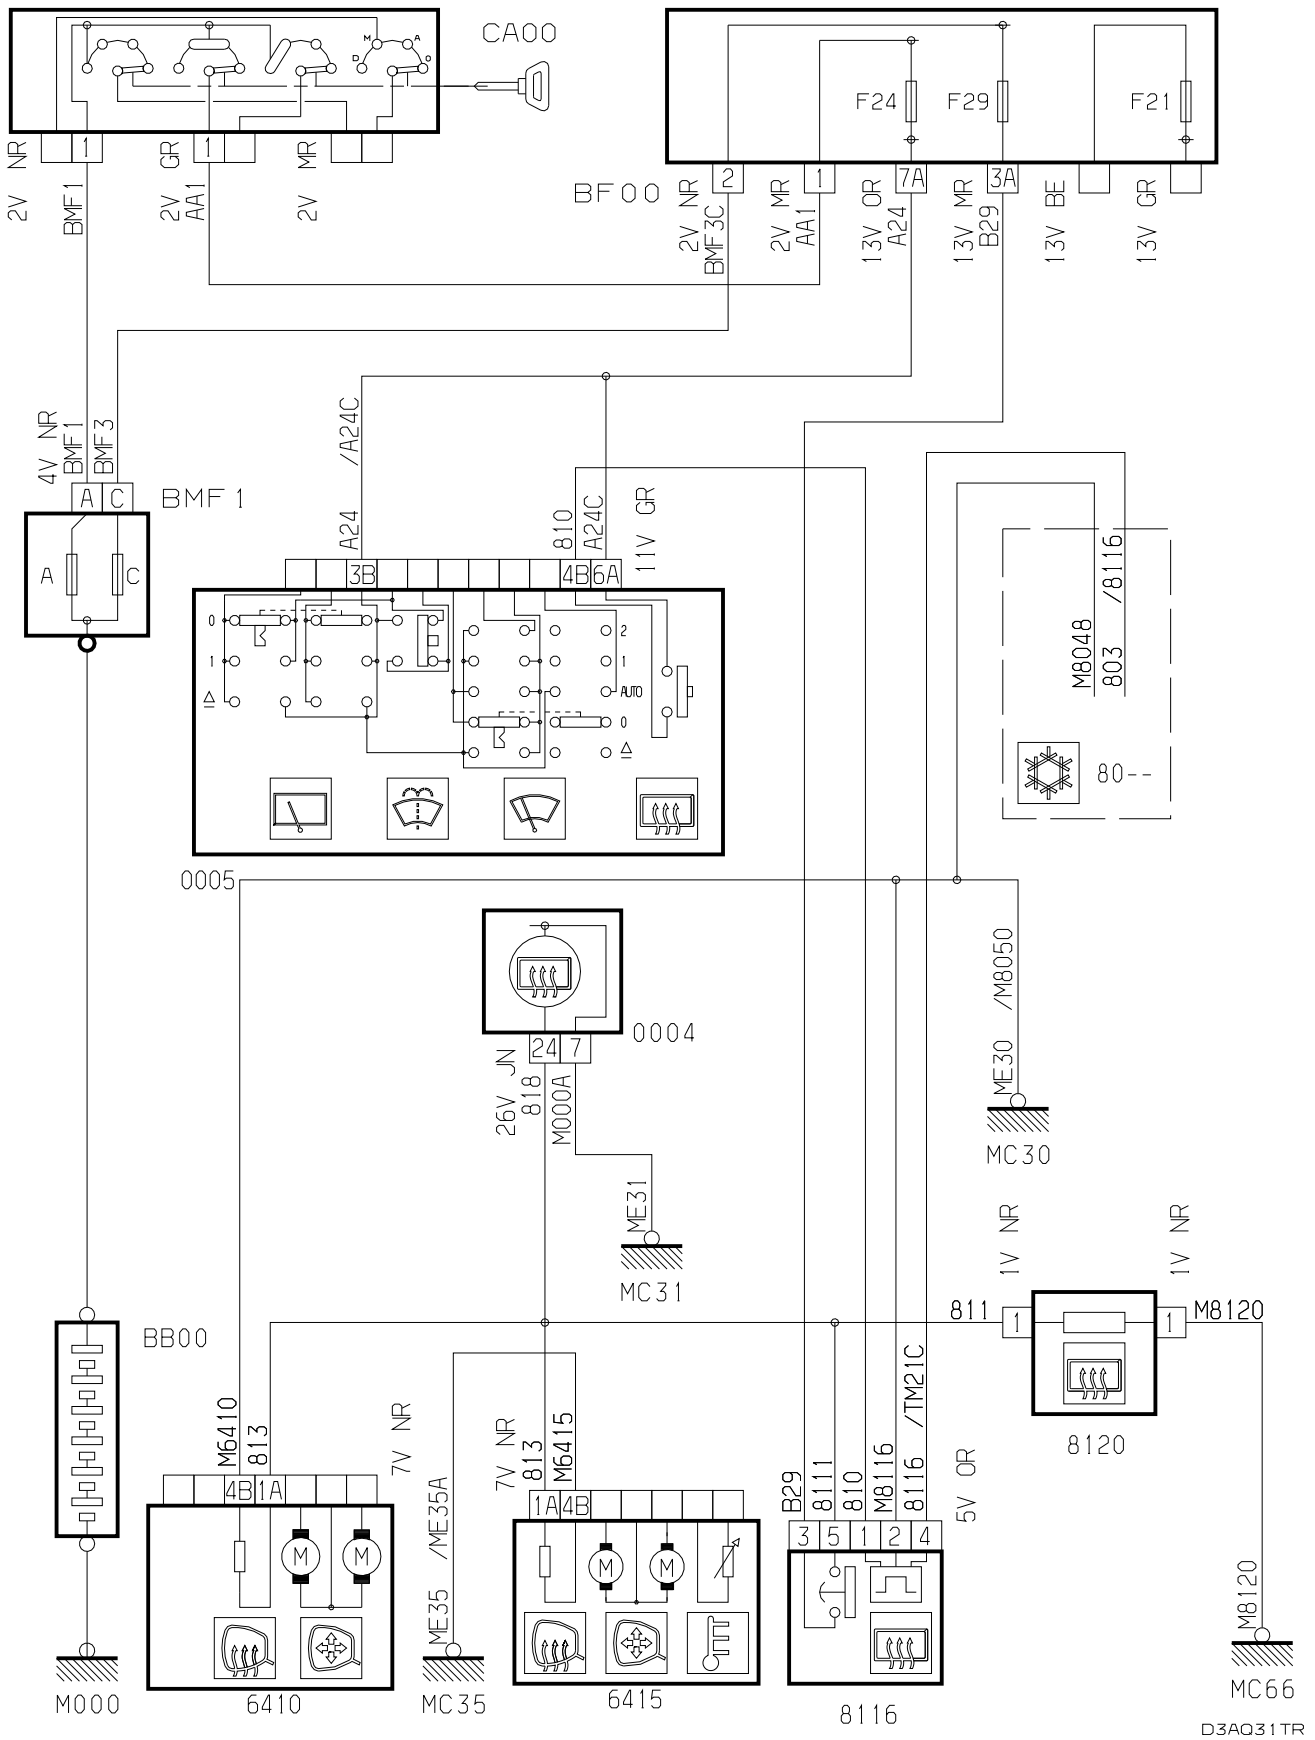 CA00
M
A
D
O
F24
F29
F21
1
1
2V NR
BMF1
2V GR
AA1
2V MR
BF00
2
1
7A
3A
2V NR
BMF3C
2V MR
AA1
13V OR
A24
13V MR
B29
13V BE
13V GR
4V NR
BMF1
BMF3
A
C
BMF1
A
C
A24 /A24C
810
A24C
11V GR
3B
4B
6A
0
1
2
1
AUTO
0
0005
M8048
803 /8116
80--
0004
24
7
26V JN
818
M000A
ME31
MC31
ME30 /M8050
MC30
1V NR
1V NR
811
1
1
M8120
8120
BB00
M000
M6410
813
7V NR
4B
1A
M
M
6410
ME35 /ME35A
MC35
7V NR
813
M6415
1A
4B
M
M
6415
B29
8111
810
M8116
8116 /TM21C
5V OR
3
5
1
2
4
8116
M8120
MC66
D3AQ31TR